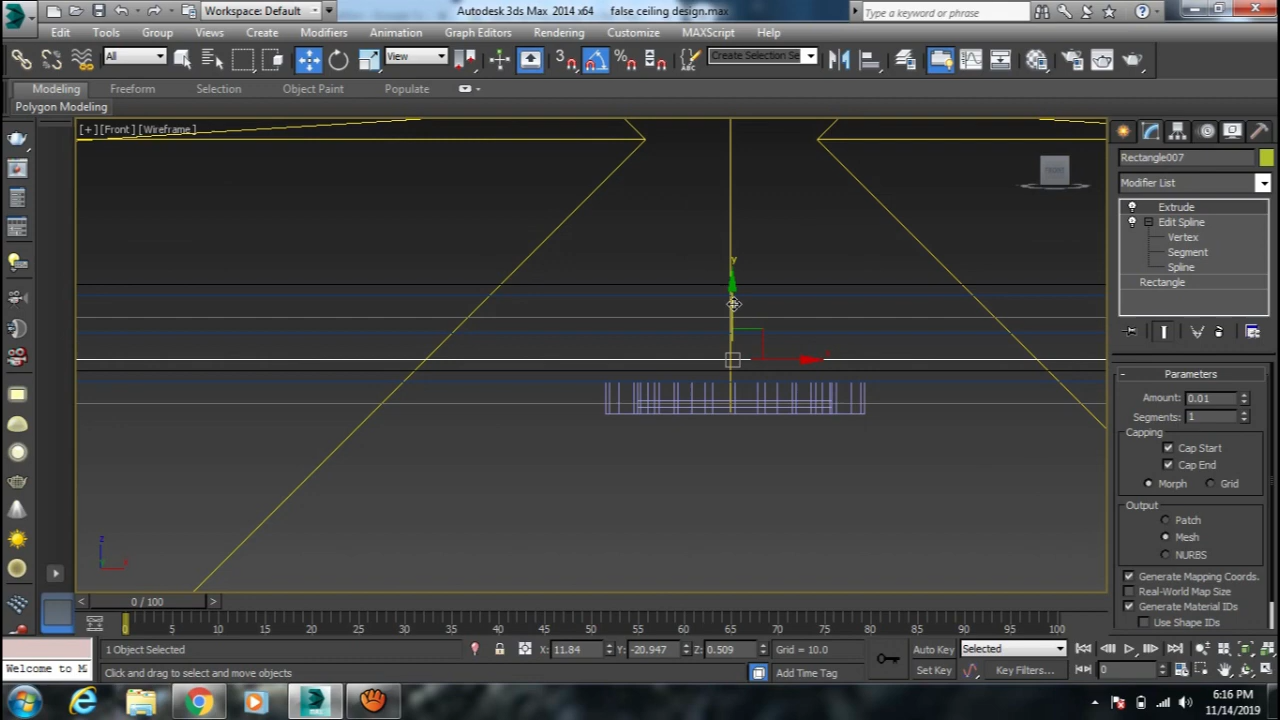 Workspace: Default
Autodesk 3ds Max 2014 x64 false ceiling design.max
Type a keyword or phrase
Edit Tools Group Views Create Modifiers Animation Graph Editors Rendering Customize MAXScript Help
All
View
3
Create Selection Se
Modeling Freeform Selection Object Paint Populate
Polygon Modeling
[+] [Front] [Wireframe]
Rectangle007
Modifier List
Extrude
Edit Spline
Vertex
Segment
Spline
Rectangle
y
z
Parameters
Amount: 0.01
Segments: 1
Capping
Cap Start
Cap End
Morph Grid
Output
Patch
Mesh
NURBS
Generate Mapping Coords.
Real-World Map Size
Generate Material IDs
Use Shape IDs
0 / 100
0 5 10 15 20 25 30 35 40 45 50 55 60 65 70 75 80 85 90 95 100
1 Object Selected X: 11.84 Y: -20.947 Z: 0.509 Grid = 10.0 Auto Key Selected
Welcome to M Click and drag to select and move objects Add Time Tag Set Key Key Filters... 0
6:16 PM
11/14/2019